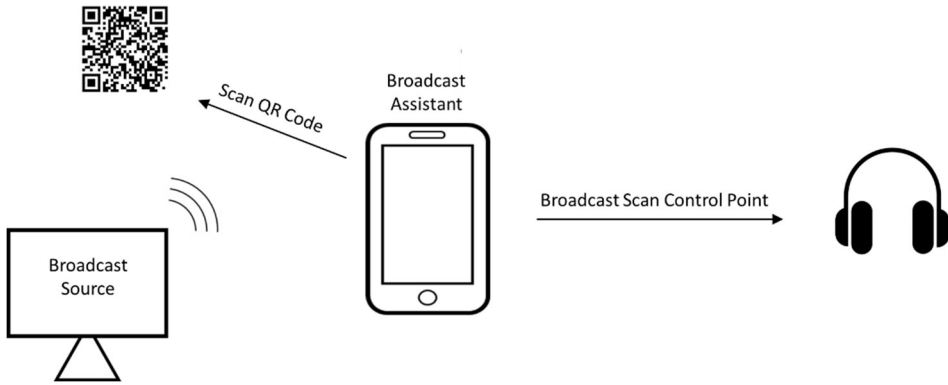 Broadcast
Assistant
Scan QR Code
Broadcast Scan Control Point
Broadcast
Source